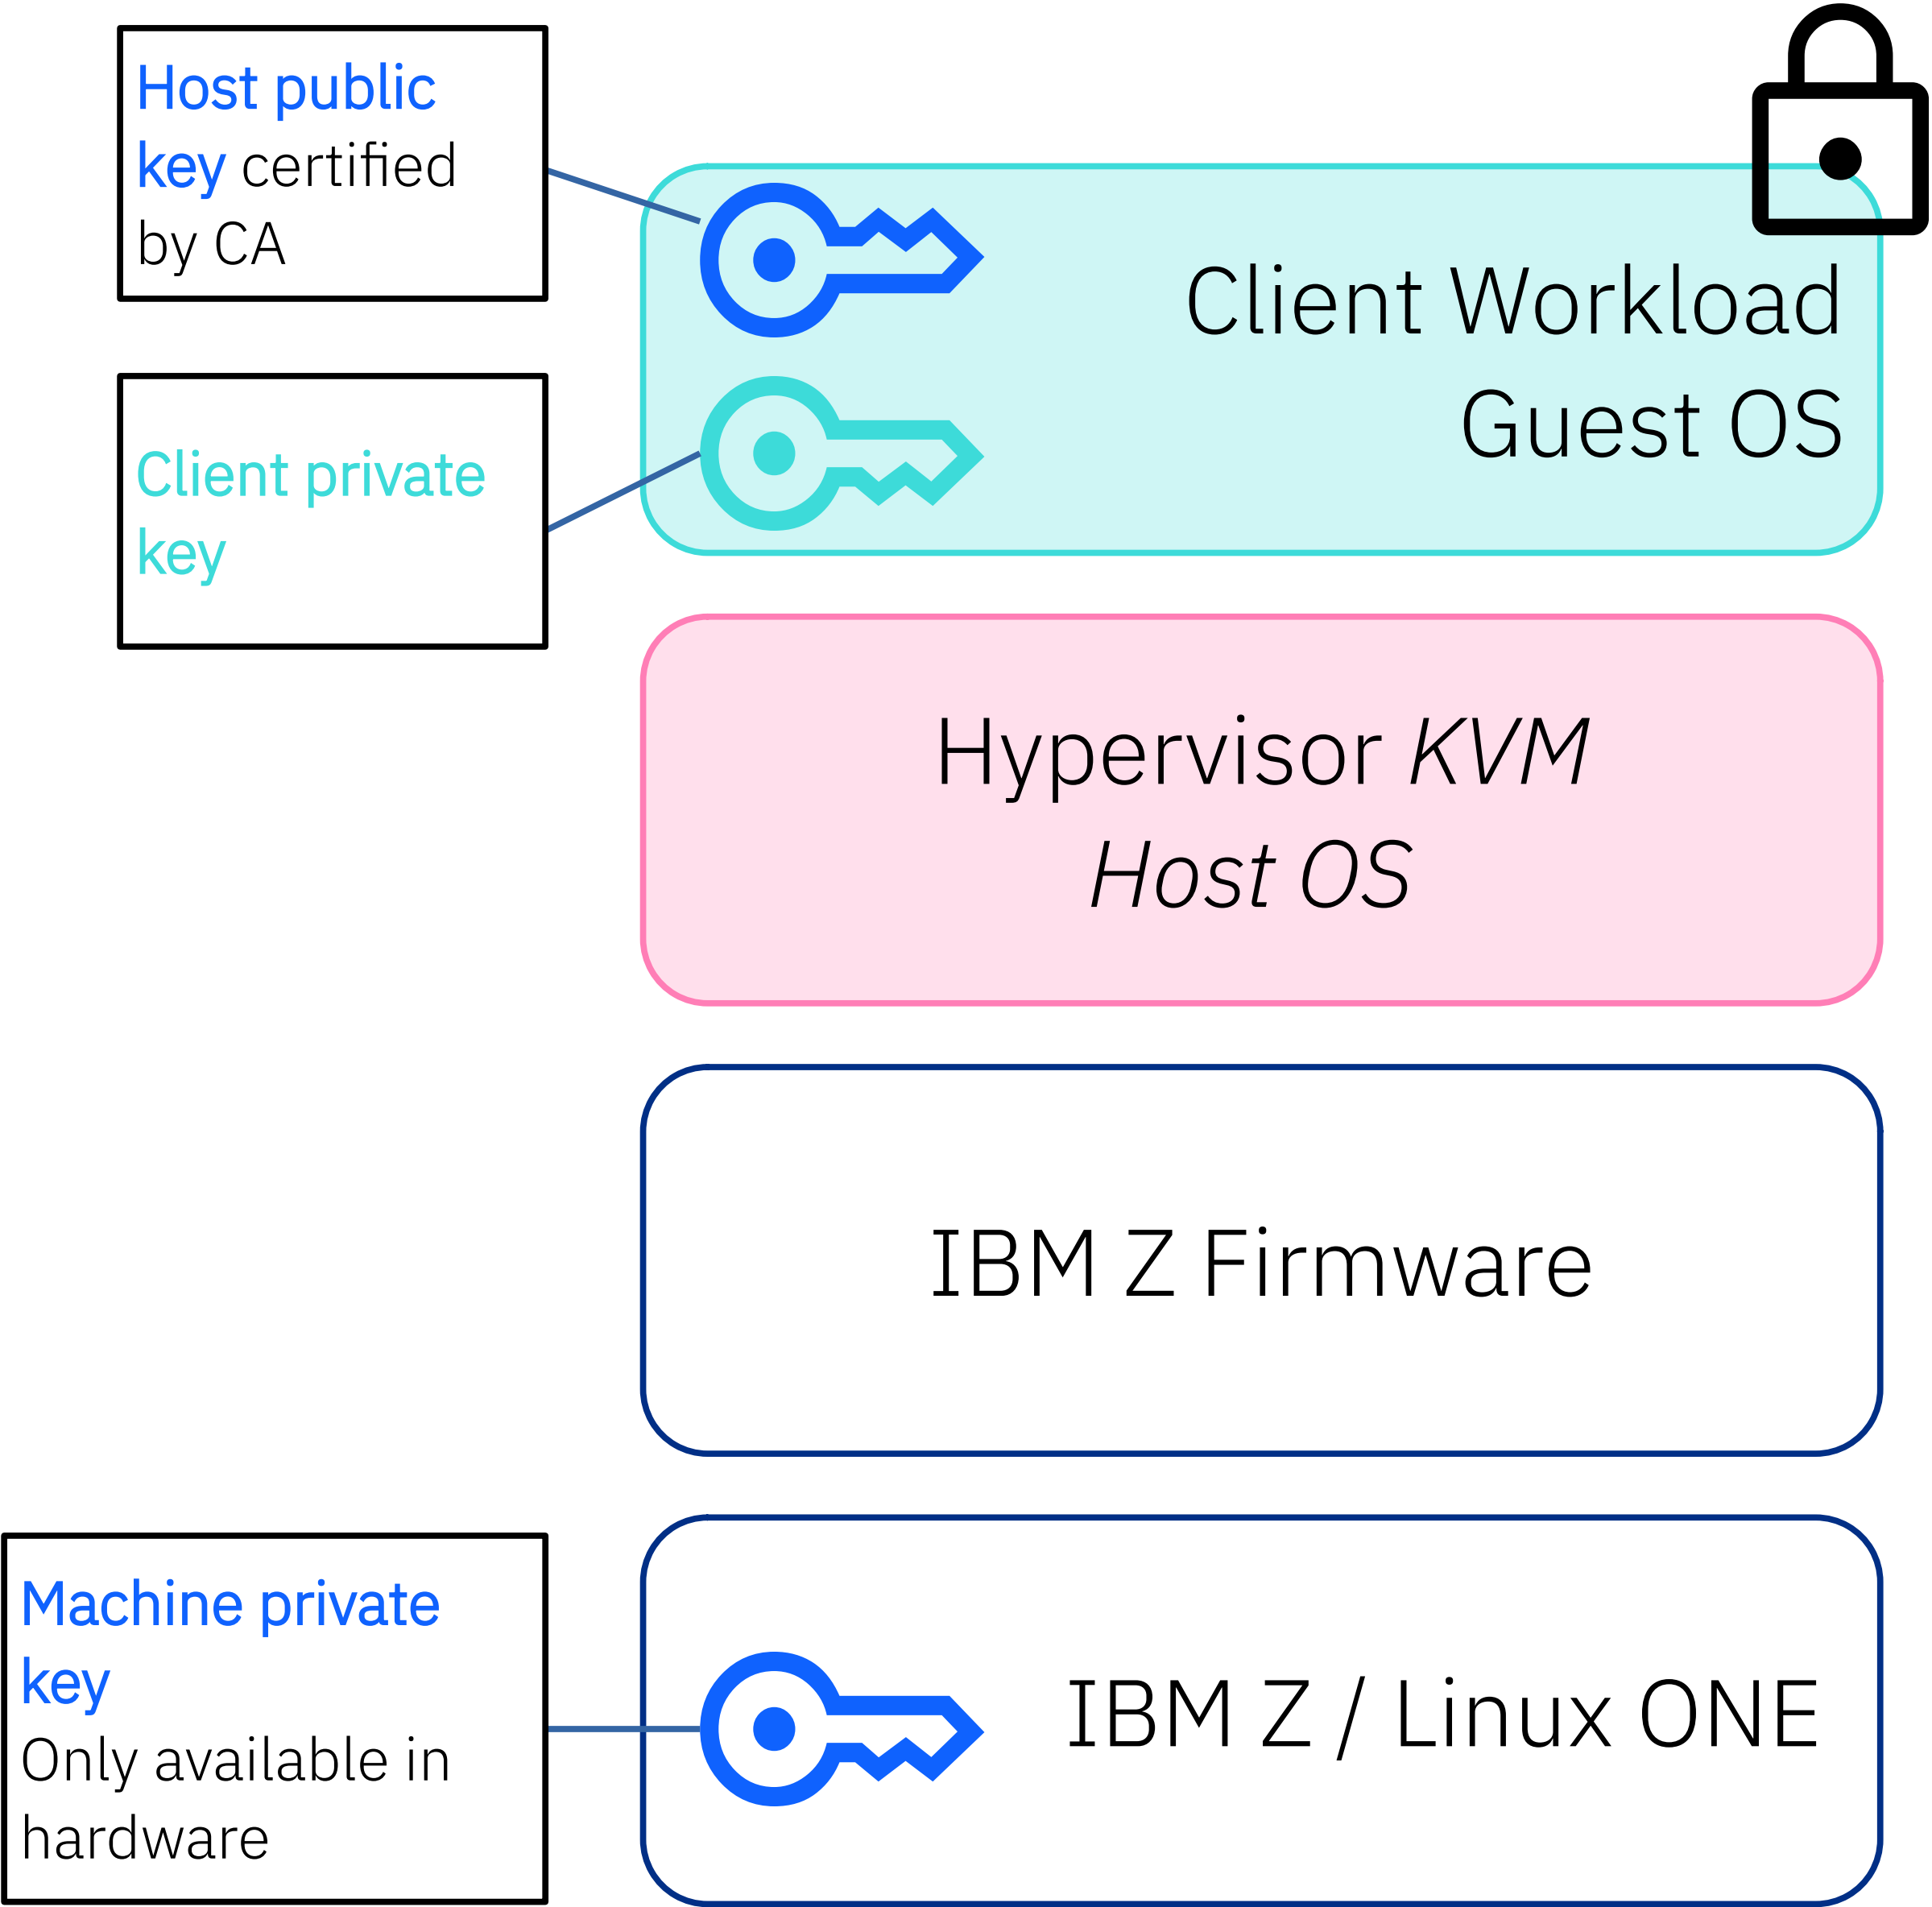 Host public
key certified
by CA
Client Workload
Guest OS
Client private
key
Hypervisor KVM
Host OS
IBM Z Firmware
Machine private
key
Only available in
hardware
IBM Z / Linux ONE